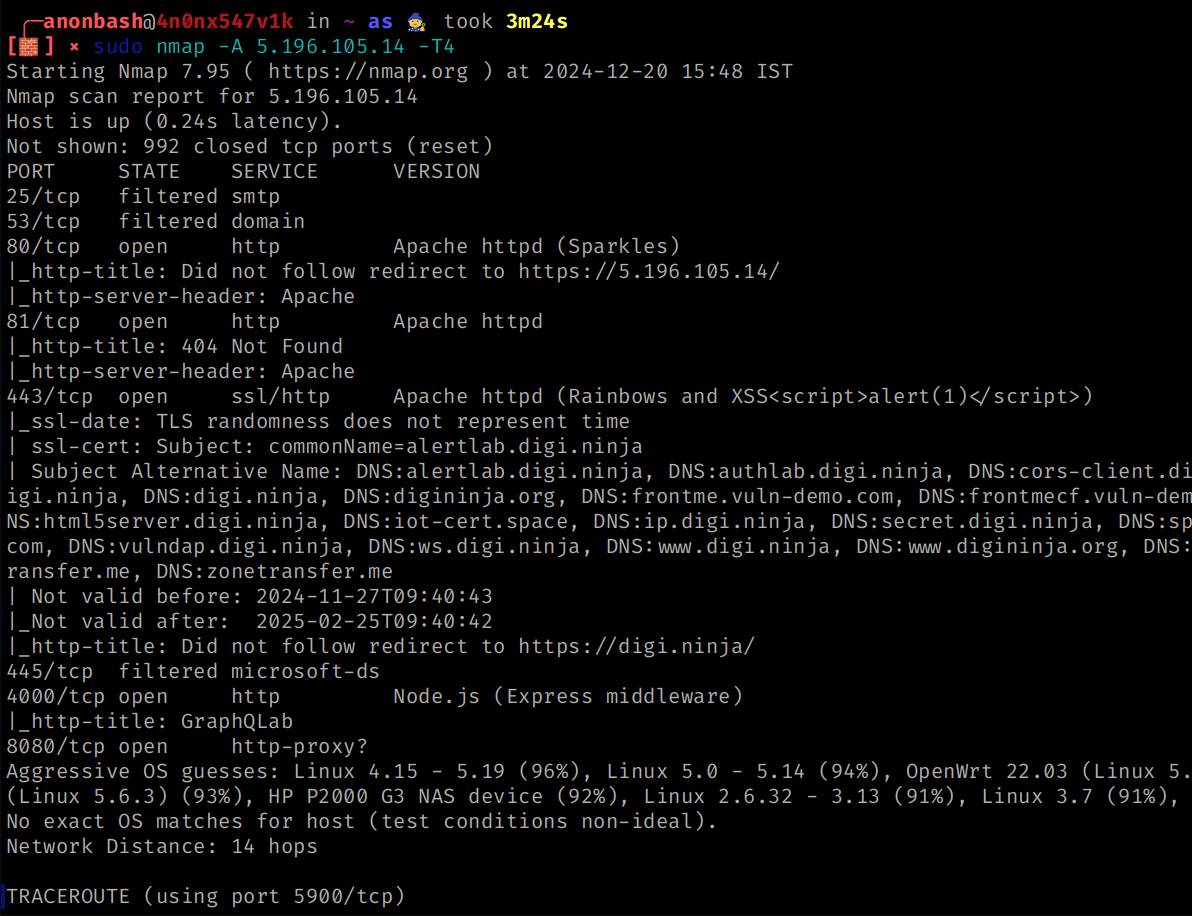 anonbash@4n0nx547v1k in ~ as 🧙 took 3m24s
[🧱] × sudo nmap -A 5.196.105.14 -T4
Starting Nmap 7.95 ( https://nmap.org ) at 2024-12-20 15:48 IST
Nmap scan report for 5.196.105.14
Host is up (0.24s latency).
Not shown: 992 closed tcp ports (reset)
PORT     STATE    SERVICE      VERSION
25/tcp   filtered smtp
53/tcp   filtered domain
80/tcp   open     http         Apache httpd (Sparkles)
|_http-title: Did not follow redirect to https://5.196.105.14/
|_http-server-header: Apache
81/tcp   open     http         Apache httpd
|_http-title: 404 Not Found
|_http-server-header: Apache
443/tcp  open     ssl/http     Apache httpd (Rainbows and XSS<script>alert(1)</script>)
|_ssl-date: TLS randomness does not represent time
| ssl-cert: Subject: commonName=alertlab.digi.ninja
| Subject Alternative Name: DNS:alertlab.digi.ninja, DNS:authlab.digi.ninja, DNS:cors-client.di
igi.ninja, DNS:digi.ninja, DNS:digininja.org, DNS:frontme.vuln-demo.com, DNS:frontmecf.vuln-dem
NS:html5server.digi.ninja, DNS:iot-cert.space, DNS:ip.digi.ninja, DNS:secret.digi.ninja, DNS:sp
com, DNS:vulndap.digi.ninja, DNS:ws.digi.ninja, DNS:www.digi.ninja, DNS:www.digininja.org, DNS:
ransfer.me, DNS:zonetransfer.me
| Not valid before: 2024-11-27T09:40:43
|_Not valid after:  2025-02-25T09:40:42
|_http-title: Did not follow redirect to https://digi.ninja/
445/tcp  filtered microsoft-ds
4000/tcp open     http         Node.js (Express middleware)
|_http-title: GraphQLab
8080/tcp open     http-proxy?
Aggressive OS guesses: Linux 4.15 - 5.19 (96%), Linux 5.0 - 5.14 (94%), OpenWrt 22.03 (Linux 5.
(Linux 5.6.3) (93%), HP P2000 G3 NAS device (92%), Linux 2.6.32 - 3.13 (91%), Linux 3.7 (91%),
No exact OS matches for host (test conditions non-ideal).
Network Distance: 14 hops
TRACEROUTE (using port 5900/tcp)